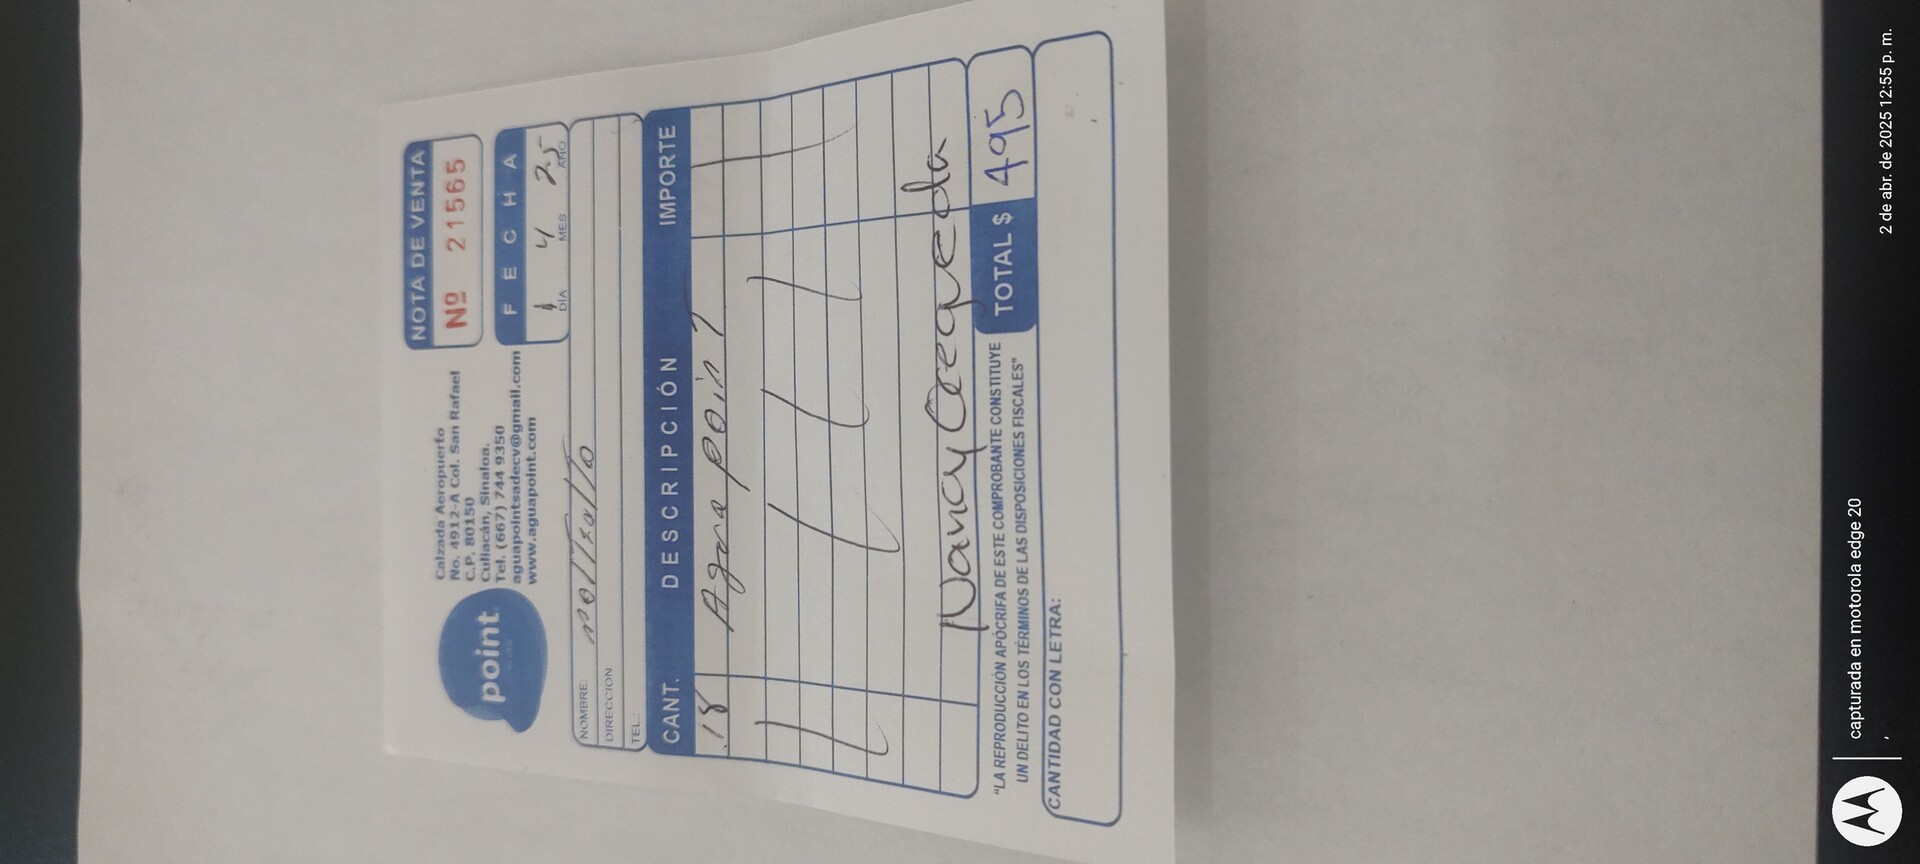 point
Calzada Aeropuerto
No. 4912-A Col. San Rafael
C.P. 80150
Culiacán, Sinaloa.
Tel. (667) 744 9350
aguapointsadecv@gmail.com
www.aguapoint.com
NOTA DE VENTA
Nº 21565
FECHA
1 4 25
DÍA MES AÑO
NOMBRE:
DIRECCION
TEL.:
CANT. DESCRIPCIÓN IMPORTE
18 Agua point
Nancy
TOTAL $ 495
"LA REPRODUCCIÓN APÓCRIFA DE ESTE COMPROBANTE CONSTITUYE
UN DELITO EN LOS TÉRMINOS DE LAS DISPOSICIONES FISCALES"
CANTIDAD CON LETRA:
capturada en motorola edge 20
,
2 de abr. de 2025 12:55 p. m.